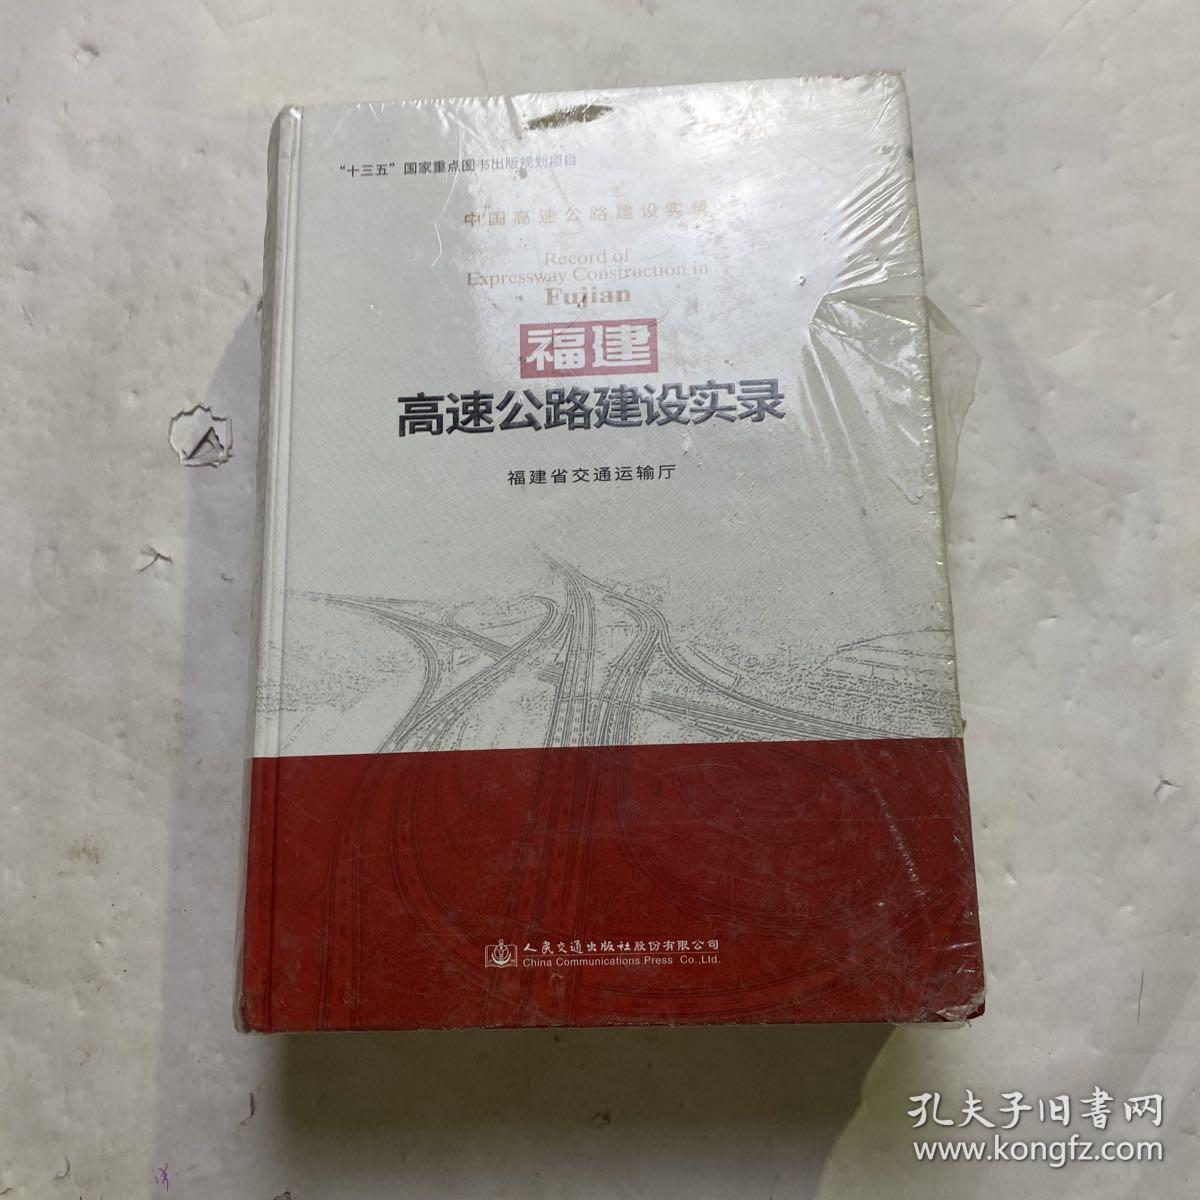 “十三五”国家重点图书出版规划项目
中国高速公路建设实录
Record of
Expressway Construction in
Fujian
福建
高速公路建设实录
福建省交通运输厅
人民交通出版社股份有限公司
China Communications Press Co.,Ltd.
孔夫子旧书网
www.kongfz.com